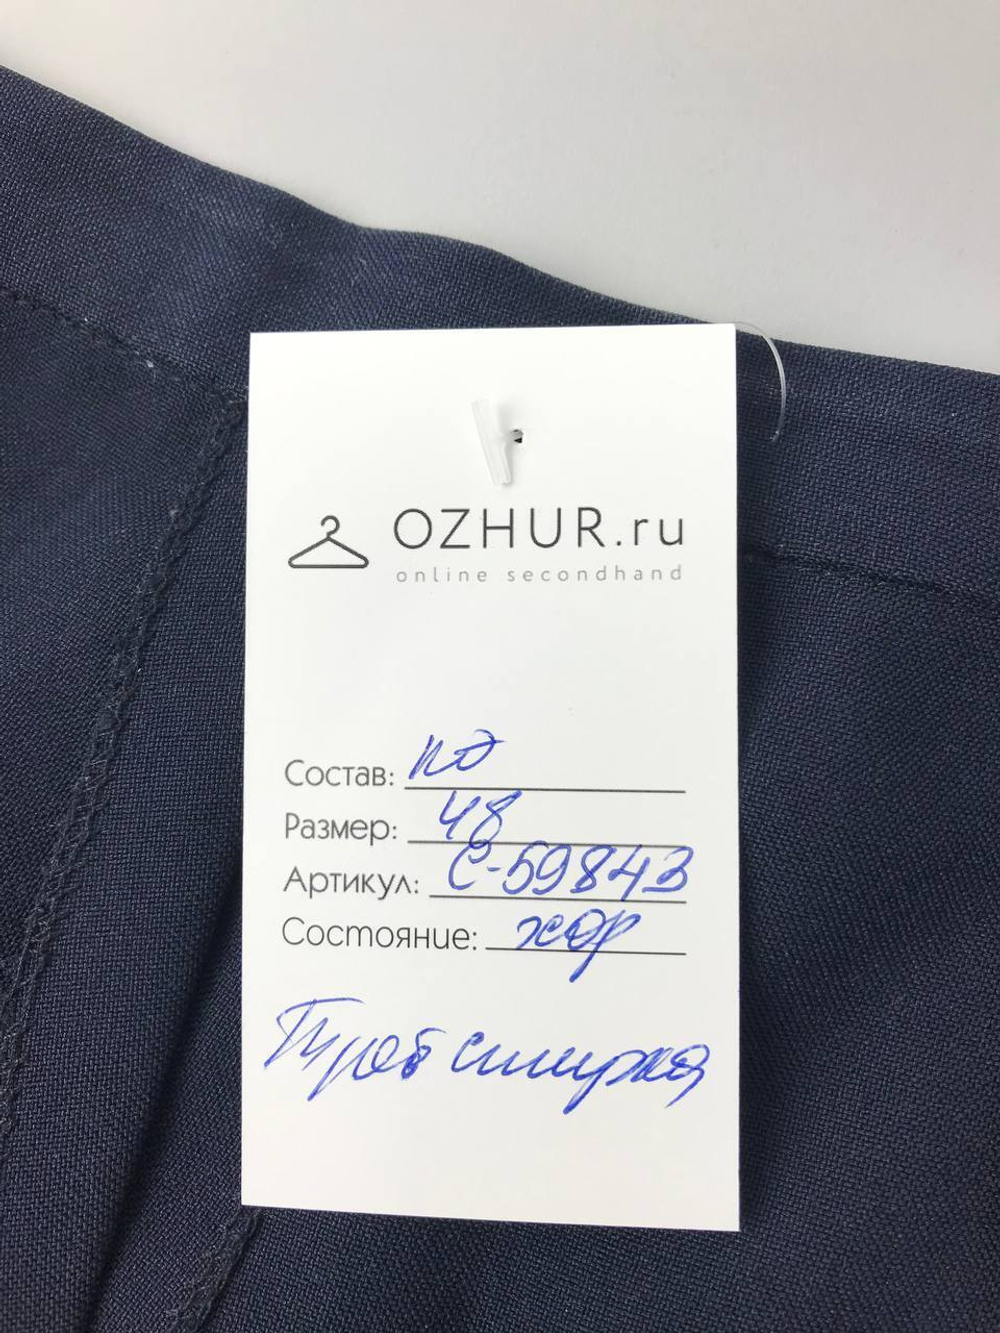 OZHUR.ru
online secondhand
Состав: пэ
Размер: 48
Артикул: С-59843
Состояние: хор
Треб стирка